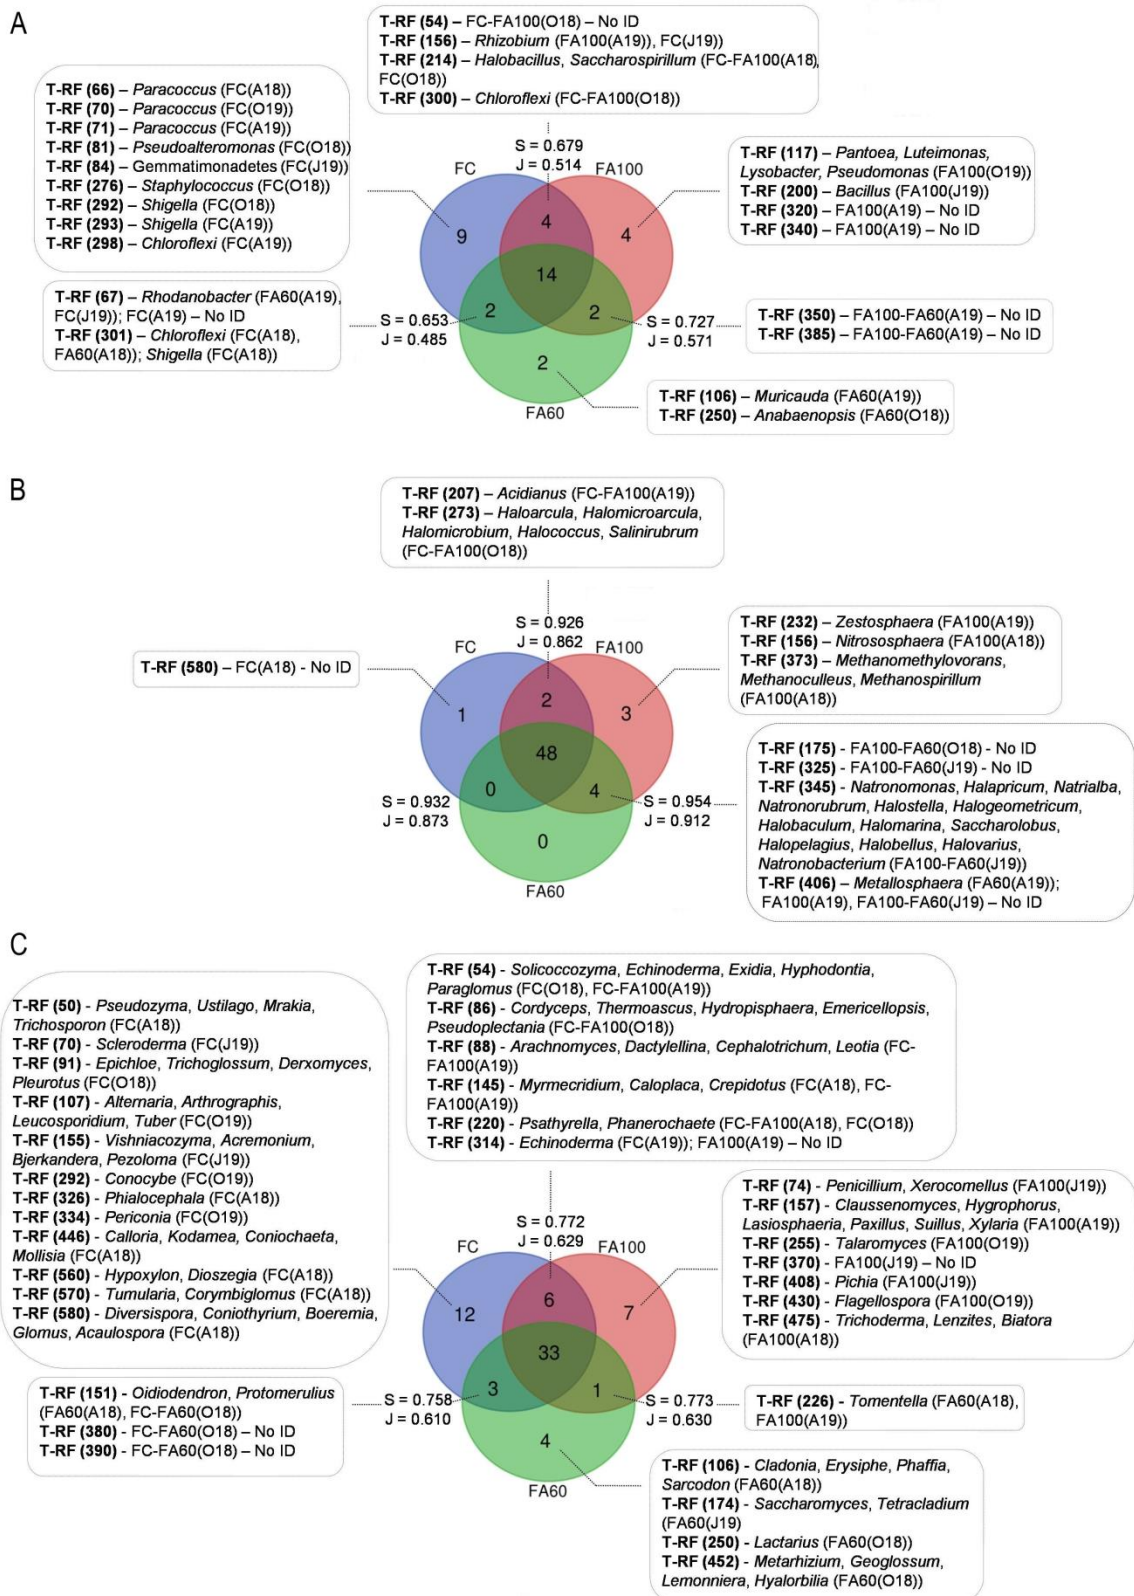 A
T-RF (54) – FC-FA100(O18) – No ID
T-RF (156) – Rhizobium (FA100(A19)), FC(J19))
T-RF (214) – Halobacillus, Saccharospirillum (FC-FA100(A18),
FC(O18))
T-RF (300) – Chloroflexi (FC-FA100(O18))
T-RF (66) – Paracoccus (FC(A18))
T-RF (70) – Paracoccus (FC(O19))
T-RF (71) – Paracoccus (FC(A19))
T-RF (81) – Pseudoalteromonas (FC(O18))
T-RF (84) – Gemmatimonadetes (FC(J19))
T-RF (276) – Staphylococcus (FC(O18))
T-RF (292) – Shigella (FC(O18))
T-RF (293) – Shigella (FC(A19))
T-RF (298) – Chloroflexi (FC(A19))
S = 0.679
J = 0.514
FC
FA100
T-RF (117) – Pantoea, Luteimonas,
Lysobacter, Pseudomonas (FA100(O19))
T-RF (200) – Bacillus (FA100(J19))
T-RF (320) – FA100(A19) – No ID
T-RF (340) – FA100(A19) – No ID
9
4
4
14
2
2
2
T-RF (67) – Rhodanobacter (FA60(A19),
FC(J19)); FC(A19) – No ID
T-RF (301) – Chloroflexi (FC(A18),
FA60(A18)); Shigella (FC(A18))
S = 0.653
J = 0.485
S = 0.727
J = 0.571
T-RF (350) – FA100-FA60(A19) – No ID
T-RF (385) – FA100-FA60(A19) – No ID
FA60
T-RF (106) – Muricauda (FA60(A19))
T-RF (250) – Anabaenopsis (FA60(O18))
B
T-RF (207) – Acidianus (FC-FA100(A19))
T-RF (273) – Haloarcula, Halomicroarcula,
Halomicrobium, Halococcus, Salinirubrum
(FC-FA100(O18))
S = 0.926
J = 0.862
FC
FA100
T-RF (580) – FC(A18) - No ID
T-RF (232) – Zestosphaera (FA100(A19))
T-RF (156) – Nitrososphaera (FA100(A18))
T-RF (373) – Methanomethylovorans,
Methanoculleus, Methanospirillum
(FA100(A18))
1
2
3
48
0
4
0
S = 0.932
J = 0.873
S = 0.954
J = 0.912
T-RF (175) - FA100-FA60(O18) - No ID
T-RF (325) - FA100-FA60(J19) - No ID
T-RF (345) - Natronomonas, Halapricum, Natrialba,
Natronorubrum, Halostella, Halogeometricum,
Halobaculum, Halomarina, Saccharolobus,
Halopelagius, Halobellus, Halovarius,
Natronobacterium (FA100-FA60(J19))
T-RF (406) – Metallosphaera (FA60(A19));
FA100(A19), FA100-FA60(J19) – No ID
FA60
C
T-RF (54) - Solicoccozyma, Echinoderma, Exidia, Hyphodontia,
Paraglomus (FC(O18), FC-FA100(A19))
T-RF (86) - Cordyceps, Thermoascus, Hydropisphaera, Emericellopsis,
Pseudoplectania (FC-FA100(O18))
T-RF (88) - Arachnomyces, Dactylellina, Cephalotrichum, Leotia (FC-
FA100(A19))
T-RF (145) - Myrmecridium, Caloplaca, Crepidotus (FC(A18), FC-
FA100(A19))
T-RF (220) - Psathyrella, Phanerochaete (FC-FA100(A18), FC(O18))
T-RF (314) - Echinoderma (FC(A19)); FA100(A19) – No ID
T-RF (50) - Pseudozyma, Ustilago, Mrakia,
Trichosporon (FC(A18))
T-RF (70) - Scleroderma (FC(J19))
T-RF (91) - Epichloe, Trichoglossum, Derxomyces,
Pleurotus (FC(O18))
T-RF (107) - Alternaria, Arthrographis,
Leucosporidium, Tuber (FC(O19))
T-RF (155) - Vishniacozyma, Acremonium,
Bjerkandera, Pezoloma (FC(J19))
T-RF (292) - Conocybe (FC(O19))
T-RF (326) - Phialocephala (FC(A18))
T-RF (334) - Periconia (FC(O19))
T-RF (446) - Calloria, Kodamea, Coniochaeta,
Mollisia (FC(A18))
T-RF (560) - Hypoxylon, Dioszegia (FC(A18))
T-RF (570) - Tumularia, Corymbiglomus (FC(A18))
T-RF (580) - Diversispora, Coniothyrium, Boeremia,
Glomus, Acaulospora (FC(A18))
S = 0.772
J = 0.629
FC
FA100
T-RF (74) - Penicillium, Xerocomellus (FA100(J19))
T-RF (157) - Claussenomyces, Hygrophorus,
Lasiosphaeria, Paxillus, Suillus, Xylaria (FA100(A19))
T-RF (255) - Talaromyces (FA100(O19))
T-RF (370) - FA100(J19) – No ID
T-RF (408) - Pichia (FA100(J19))
T-RF (430) - Flagellospora (FA100(O19))
T-RF (475) - Trichoderma, Lenzites, Biatora
(FA100(A18))
12
6
7
33
3
1
4
T-RF (151) - Oidiodendron, Protomerulius
(FA60(A18), FC-FA60(O18))
T-RF (380) - FC-FA60(O18) – No ID
T-RF (390) - FC-FA60(O18) – No ID
S = 0.758
J = 0.610
S = 0.773
J = 0.630
T-RF (226) - Tomentella (FA60(A18),
FA100(A19))
FA60
T-RF (106) - Cladonia, Erysiphe, Phaffia,
Sarcodon (FA60(A18))
T-RF (174) - Saccharomyces, Tetracladium
(FA60(J19)
T-RF (250) - Lactarius (FA60(O18))
T-RF (452) - Metarhizium, Geoglossum,
Lemonniera, Hyalorbilia (FA60(O18))